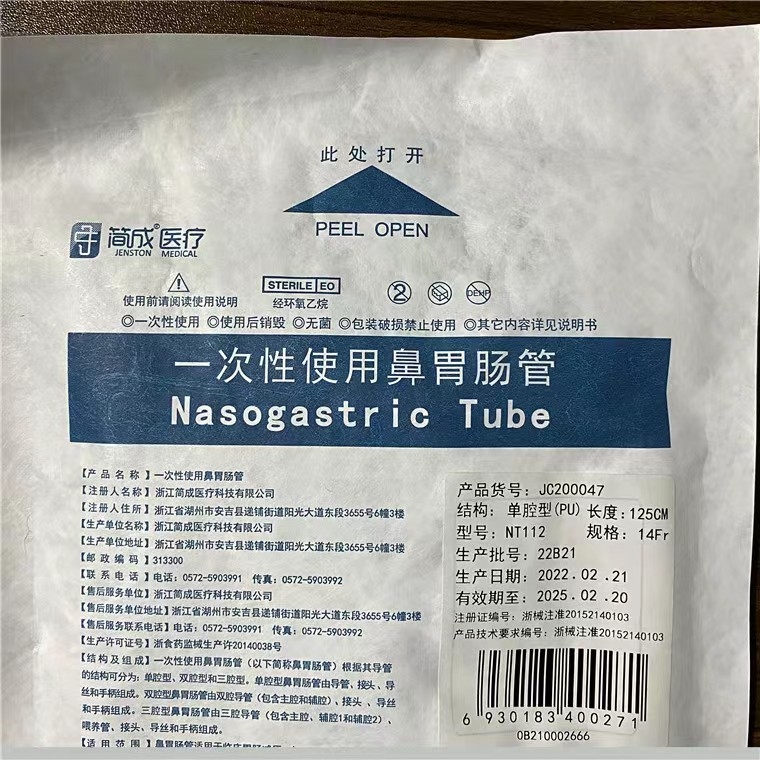 此处打开
PEEL OPEN
简成®医疗
JENSTON MEDICAL
STERILE EO
2
DEHP
使用前请阅读使用说明
经环氧乙烷
◎一次性使用 ◎使用后销毁 ◎无菌 ◎包装破损禁止使用 ◎其它内容详见说明书
一次性使用鼻胃肠管
Nasogastric Tube
【产品名称】一次性使用鼻胃肠管
【注册人名称】浙江简成医疗科技有限公司
【注册人住所】浙江省湖州市安吉县递铺街道阳光大道东段3655号6幢3楼
【生产单位名称】浙江简成医疗科技有限公司
【生产单位地址】浙江省湖州市安吉县递铺街道阳光大道东段3655号6幢3楼
【邮政编码】313300
【联系电话】电话：0572-5903991 传真：0572-5903992
【售后服务单位】浙江简成医疗科技有限公司
【售后服务单位地址】浙江省湖州市安吉县递铺街道阳光大道东段3655号6幢3楼
【售后服务联系电话】电话：0572-5903991 传真：0572-5903992
【生产许可证号】浙食药监械生产许20140038号
【结构及组成】一次性使用鼻胃肠管（以下简称鼻胃肠管）根据其导管
的结构可分为：单腔型、双腔型和三腔型。单腔型鼻胃肠管由导管、接头、导
丝和手柄组成。双腔型鼻胃肠管由双腔导管（包含主腔和辅腔）、接头、导丝
和手柄组成。三腔型鼻胃肠管由三腔导管（包含主腔、辅腔1和辅腔2）、
喂养管、接头、导丝和手柄组成。
【适用范围】鼻胃肠管适用于临床胃肠减压
产品货号：JC200047
结构：单腔型(PU) 长度：125CM
型号：NT112 规格：14Fr
生产批号：22B21
生产日期：2022.02.21
有效期至：2025.02.20
注册证编号：浙械注准20152140103
产品技术要求编号：浙械注准20152140103
6 930183 400271
0B210002666